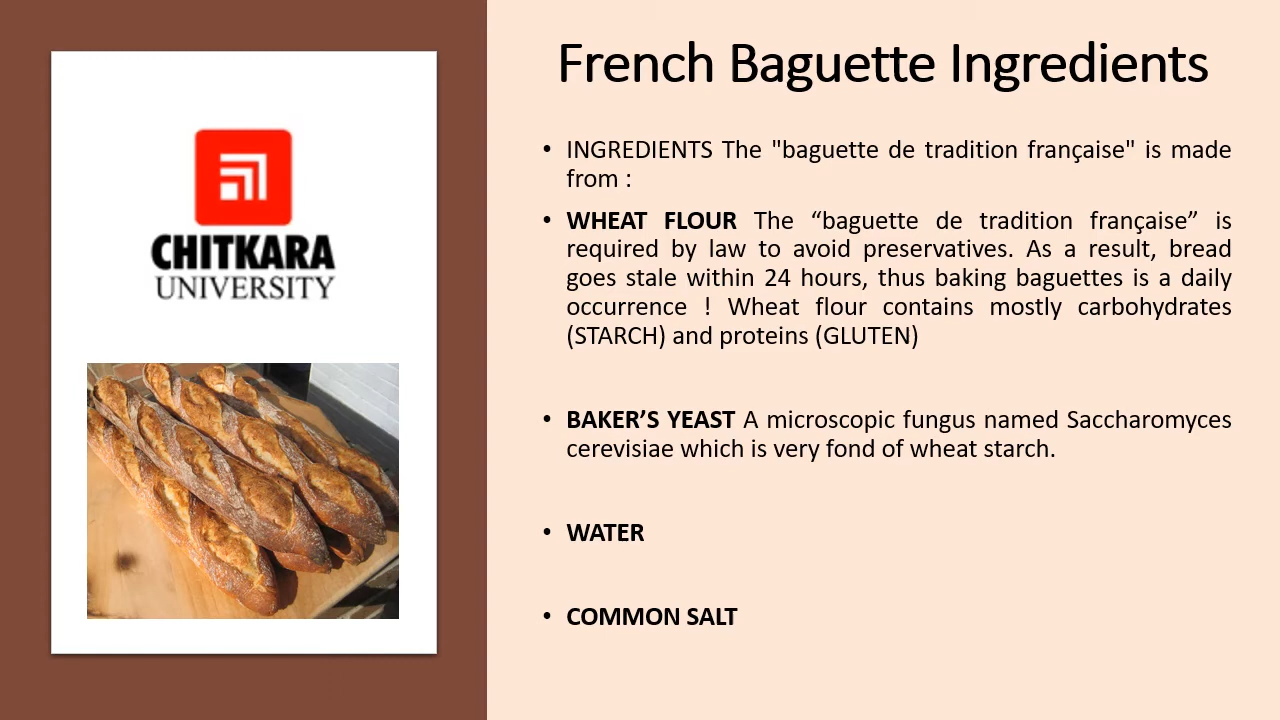 CHITKARA
UNIVERSITY
French Baguette Ingredients
• INGREDIENTS The "baguette de tradition française" is made
from :
• WHEAT FLOUR The “baguette de tradition française” is
required by law to avoid preservatives. As a result, bread
goes stale within 24 hours, thus baking baguettes is a daily
occurrence ! Wheat flour contains mostly carbohydrates
(STARCH) and proteins (GLUTEN)
• BAKER’S YEAST A microscopic fungus named Saccharomyces
cerevisiae which is very fond of wheat starch.
• WATER
• COMMON SALT